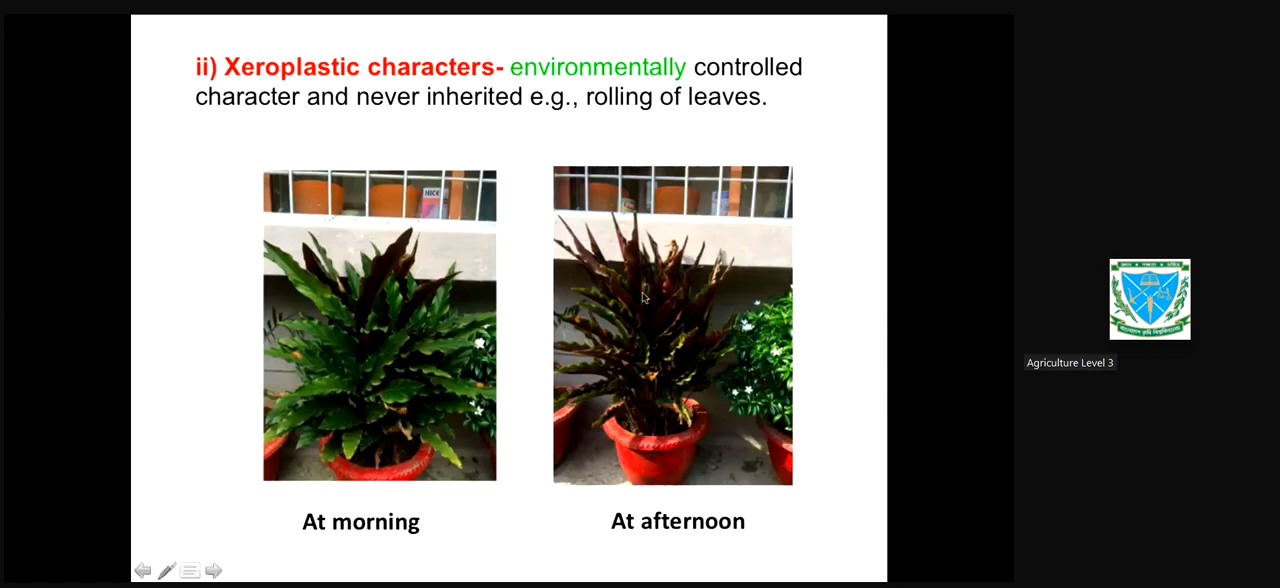 ii) Xeroplastic characters- environmentally controlled
character and never inherited e.g., rolling of leaves.
HICK
At morning
At afternoon
Agriculture Level 3